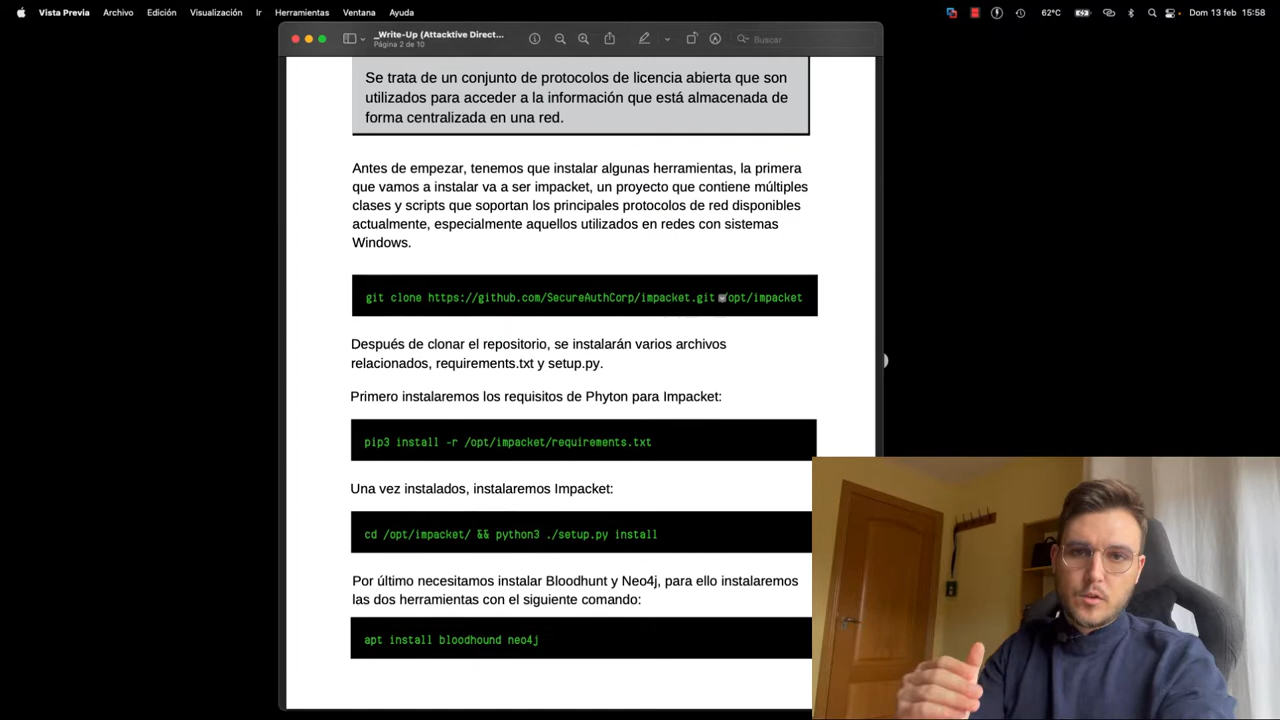 Vista Previa Archivo Edición Visualización Ir Herramientas Ventana Ayuda 62°C Dom 13 feb 15:58
_Write-Up (Attacktive Direct...
Página 2 de 10
Buscar
Se trata de un conjunto de protocolos de licencia abierta que son
utilizados para acceder a la información que está almacenada de
forma centralizada en una red.
Antes de empezar, tenemos que instalar algunas herramientas, la primera
que vamos a instalar va a ser impacket, un proyecto que contiene múltiples
clases y scripts que soportan los principales protocolos de red disponibles
actualmente, especialmente aquellos utilizados en redes con sistemas
Windows.
git clone https://github.com/SecureAuthCorp/impacket.git /opt/impacket
Después de clonar el repositorio, se instalarán varios archivos
relacionados, requirements.txt y setup.py.
Primero instalaremos los requisitos de Phyton para Impacket:
pip3 install -r /opt/impacket/requirements.txt
Una vez instalados, instalaremos Impacket:
cd /opt/impacket/ && python3 ./setup.py install
Por último necesitamos instalar Bloodhunt y Neo4j, para ello instalaremos
las dos herramientas con el siguiente comando:
apt install bloodhound neo4j